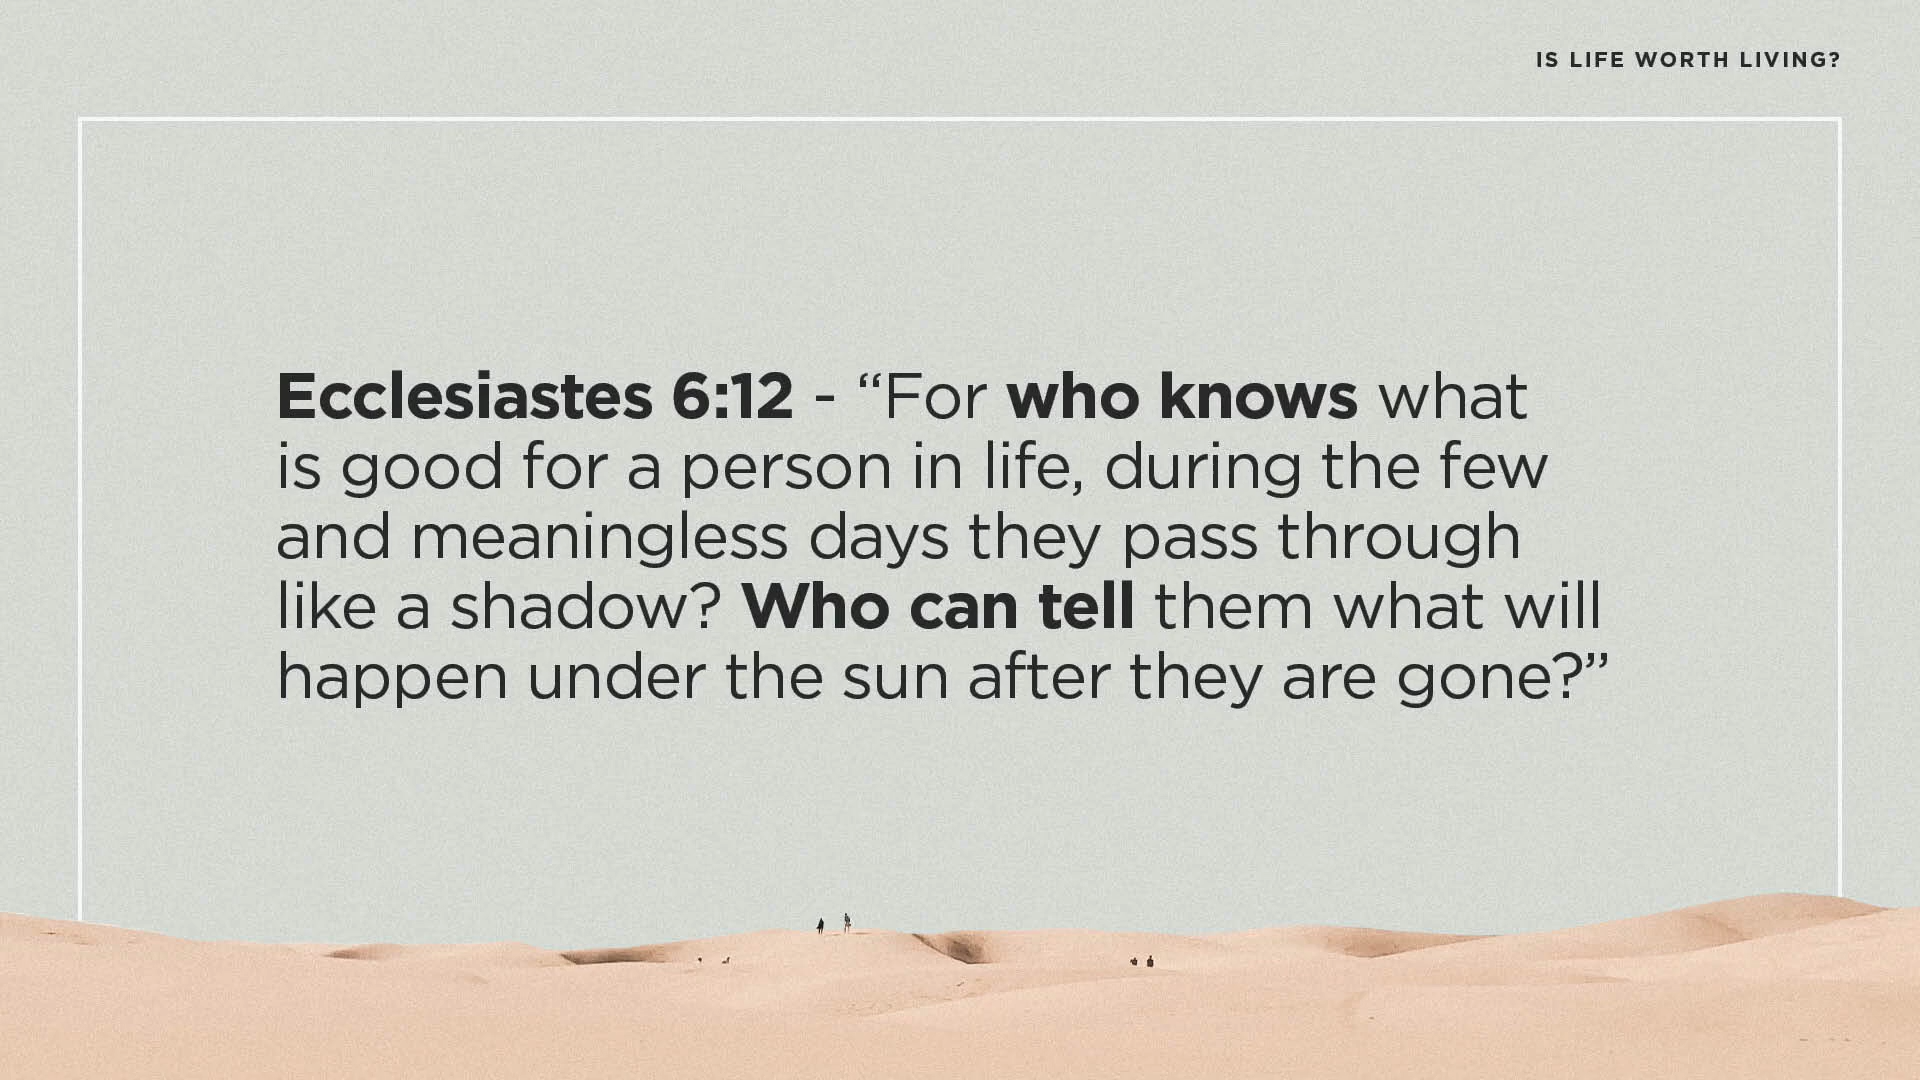 IS LIFE WORTH LIVING?
Ecclesiastes 6:12 - “For who knows what
is good for a person in life, during the few
and meaningless days they pass through
like a shadow? Who can tell them what will
happen under the sun after they are gone?”